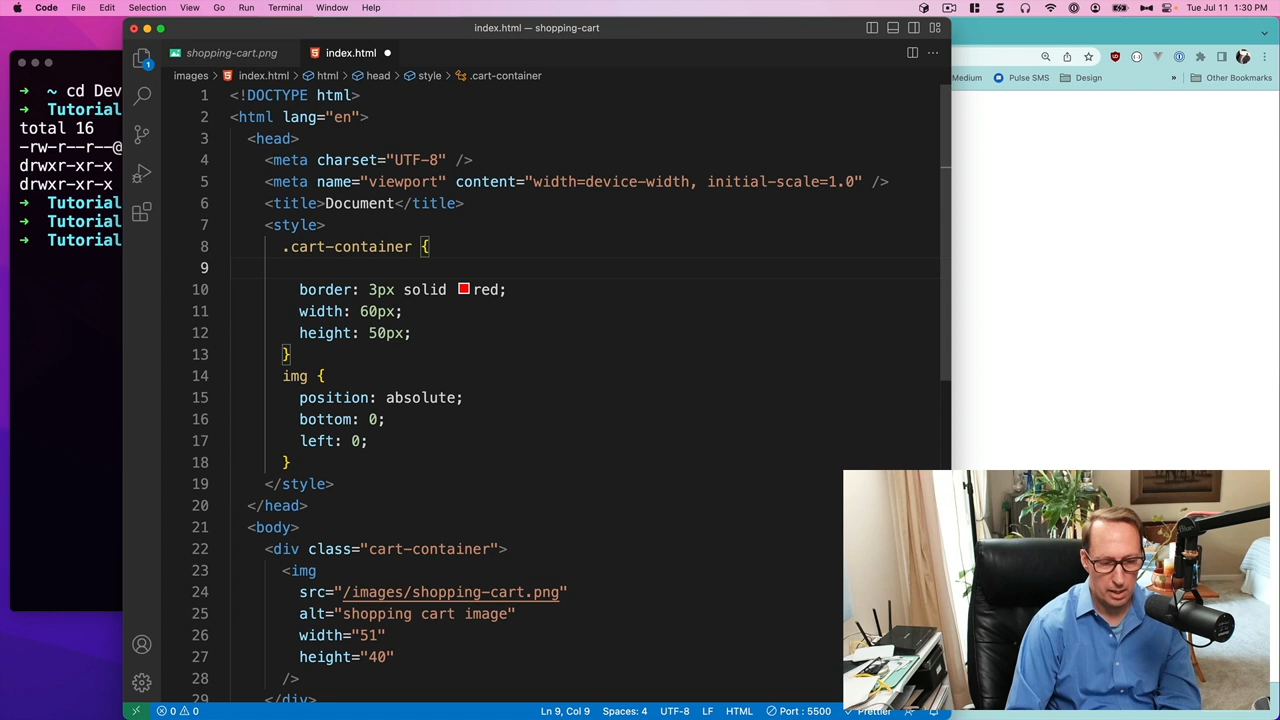 Code File Edit Selection View Go Run Terminal Window Help
Tue Jul 11 1:30 PM
index.html — shopping-cart
shopping-cart.png
index.html
images > index.html > html > head > style > .cart-container
Medium Pulse SMS Design » Other Bookmarks
→ ~ cd Dev
→ Tutorial
total 16
-rw-r--r--@
drwxr-xr-x
drwxr-xr-x
→ Tutorial
→ Tutorial
→ Tutorial
1 <!DOCTYPE html>
2 <html lang="en">
3 <head>
4 <meta charset="UTF-8" />
5 <meta name="viewport" content="width=device-width, initial-scale=1.0" />
6 <title>Document</title>
7 <style>
8 .cart-container {
9
10 border: 3px solid red;
11 width: 60px;
12 height: 50px;
13 }
14 img {
15 position: absolute;
16 bottom: 0;
17 left: 0;
18 }
19 </style>
20 </head>
21 <body>
22 <div class="cart-container">
23 <img
24 src="/images/shopping-cart.png"
25 alt="shopping cart image"
26 width="51"
27 height="40"
28 />
29 </div>
0 0 Ln 9, Col 9 Spaces: 4 UTF-8 LF HTML Port : 5500 Prettier
1
Blue